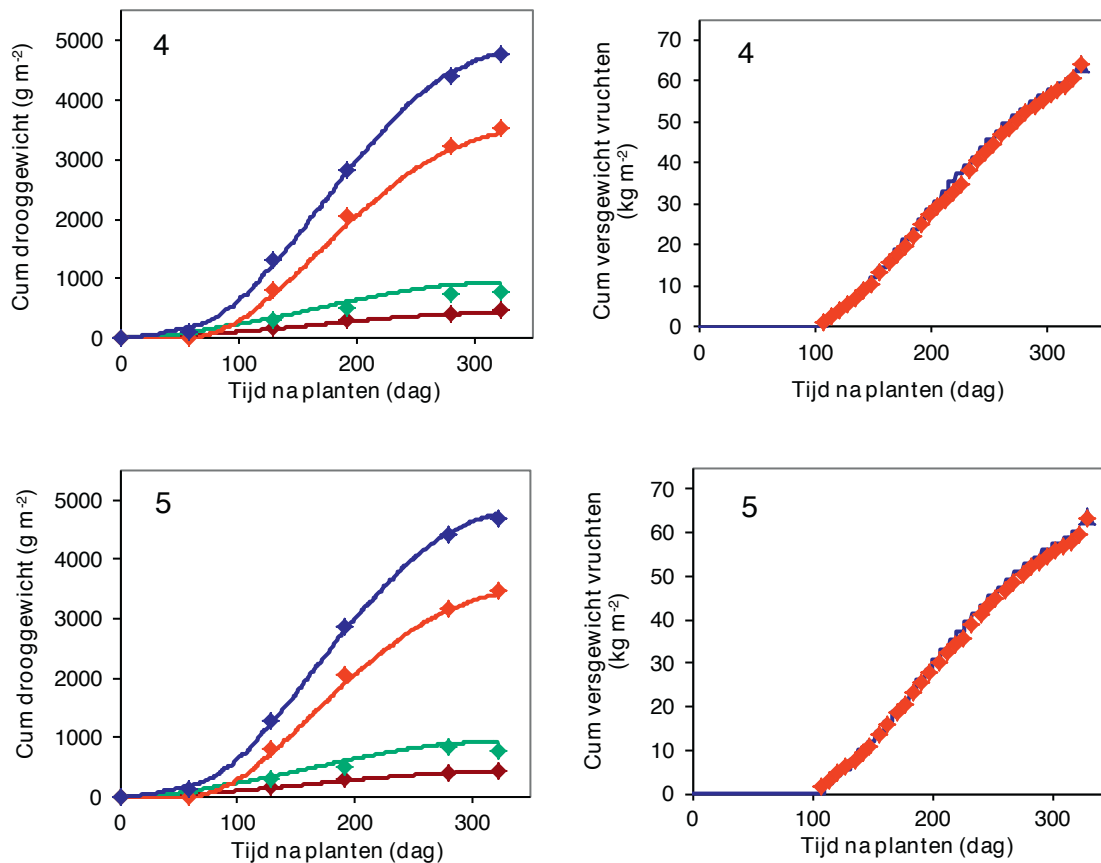 4
Cum drooggewicht (g m-2)
5000
4000
3000
2000
1000
0
0 100 200 300
Tijd na planten (dag)
4
Cum versgewicht vruchten
(kg m-2)
70
60
50
40
30
20
10
0
0 100 200 300
Tijd na planten (dag)
5
Cum drooggewicht (g m-2)
5000
4000
3000
2000
1000
0
0 100 200 300
Tijd na planten (dag)
5
Cum versgewicht vruchten
(kg m-2)
70
60
50
40
30
20
10
0
0 100 200 300
Tijd na planten (dag)